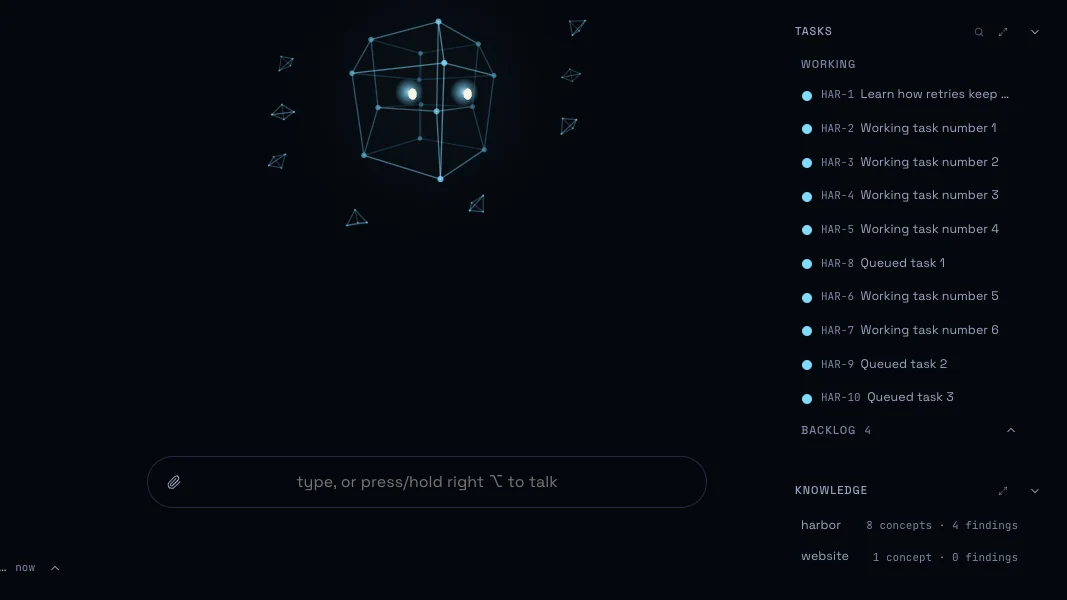 TASKS
WORKING
HAR-1 Learn how retries keep …
HAR-2 Working task number 1
HAR-3 Working task number 2
HAR-4 Working task number 3
HAR-5 Working task number 4
HAR-8 Queued task 1
HAR-6 Working task number 5
HAR-7 Working task number 6
HAR-9 Queued task 2
HAR-10 Queued task 3
BACKLOG 4
type, or press/hold right ⌥ to talk
KNOWLEDGE
harbor 8 concepts · 4 findings
website 1 concept · 0 findings
… now